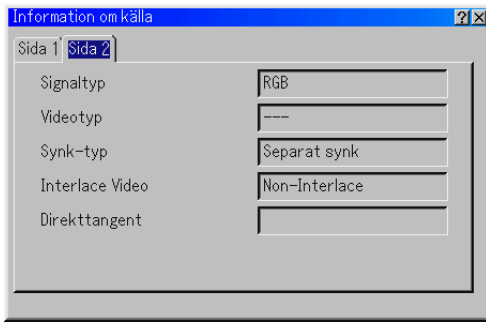 Information om källa
Sida 1 Sida 2
Signaltyp RGB
Videotyp ---
Synk-typ Separat synk
Interlace Video Non-Interlace
Direkttangent